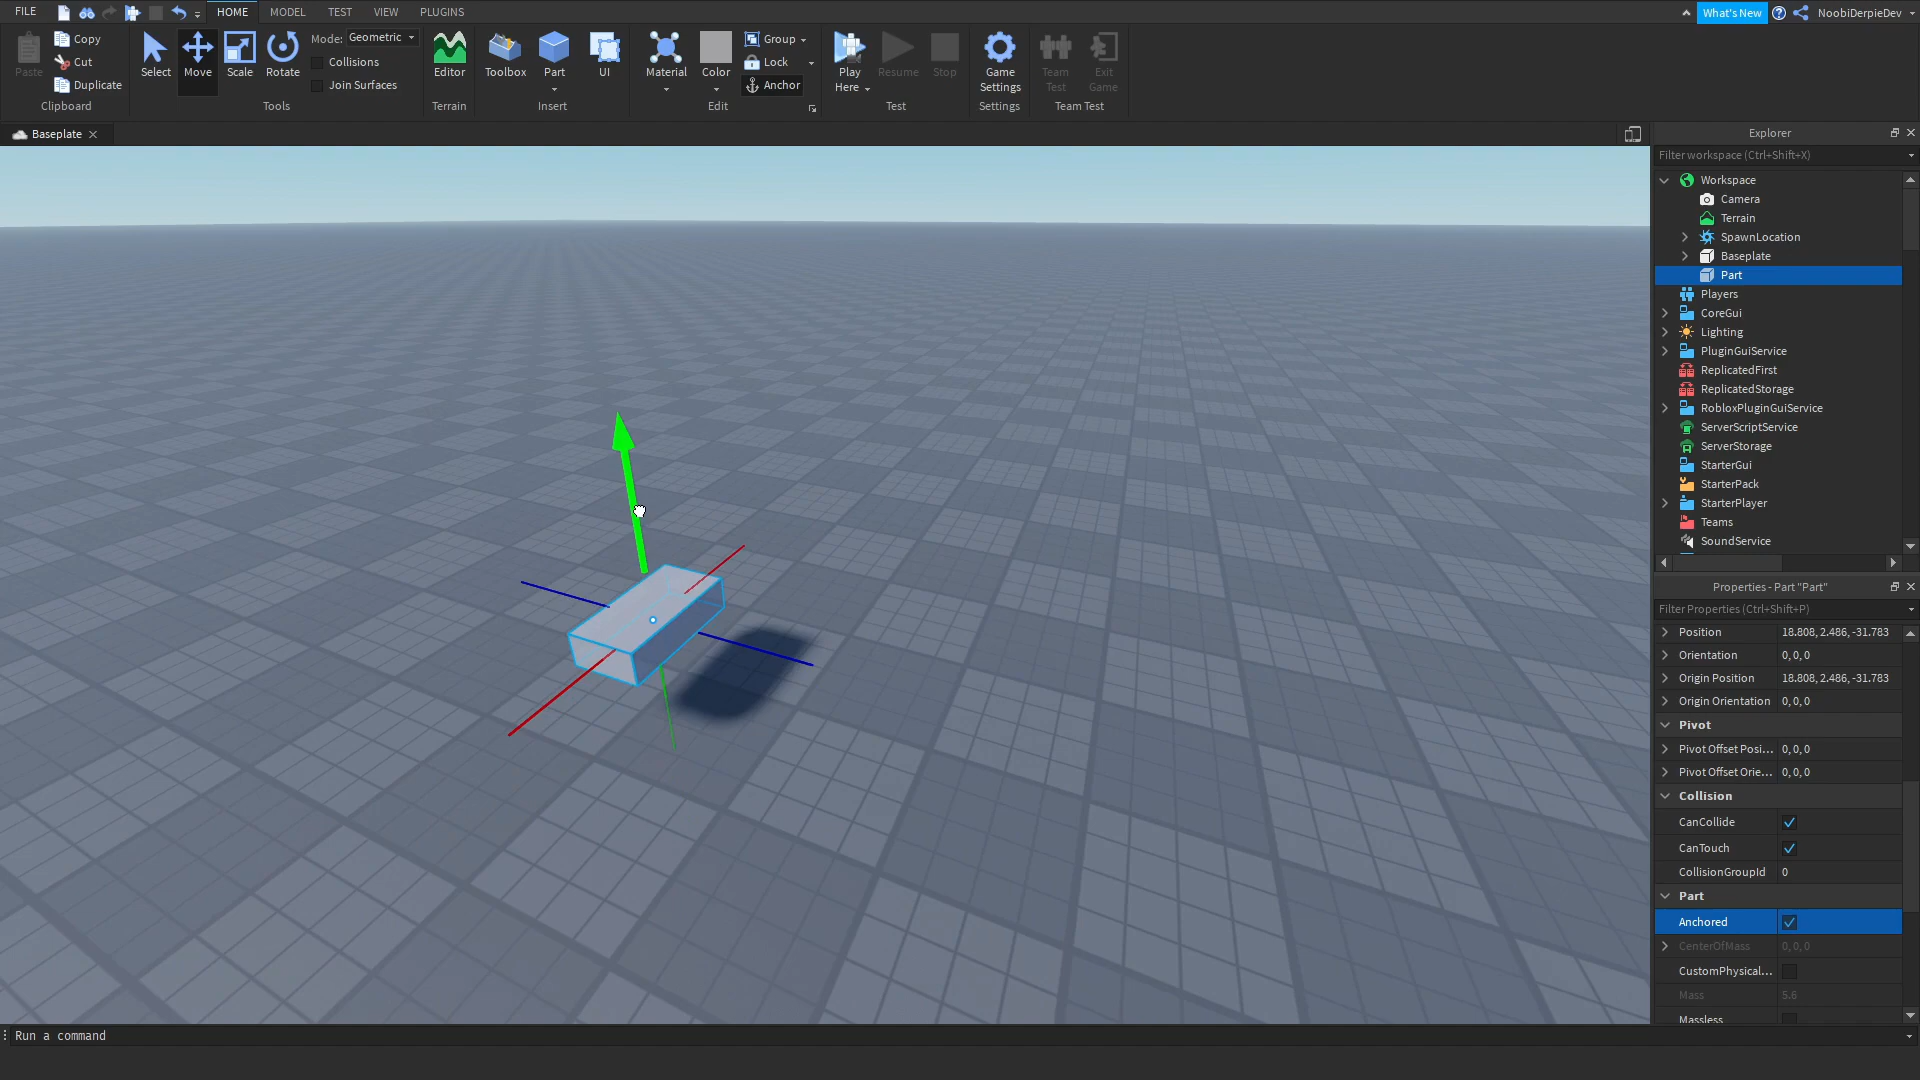 FILE HOME MODEL TEST VIEW PLUGINS What's New NoobiDerpieDev
Paste Copy Cut Duplicate Clipboard
Select Move Scale Rotate Mode: Geometric Collisions Join Surfaces Tools
Editor Terrain
Toolbox Part UI Insert
Material Color Group Lock Anchor Edit
Play Here Resume Stop Test
Game Settings Settings
Team Test Exit Game Team Test
Baseplate
Explorer
Filter workspace (Ctrl+Shift+X)
Workspace
Camera
Terrain
SpawnLocation
Baseplate
Part
Players
CoreGui
Lighting
PluginGuiService
ReplicatedFirst
ReplicatedStorage
RobloxPluginGuiService
ServerScriptService
ServerStorage
StarterGui
StarterPack
StarterPlayer
Teams
SoundService
Properties - Part "Part"
Filter Properties (Ctrl+Shift+P)
Position 18.808, 2.486, -31.783
Orientation 0, 0, 0
Origin Position 18.808, 2.486, -31.783
Origin Orientation 0, 0, 0
Pivot
Pivot Offset Posi... 0, 0, 0
Pivot Offset Orie... 0, 0, 0
Collision
CanCollide
CanTouch
CollisionGroupId 0
Part
Anchored
CenterOfMass 0, 0, 0
CustomPhysical...
Mass 5.6
Massless
Run a command